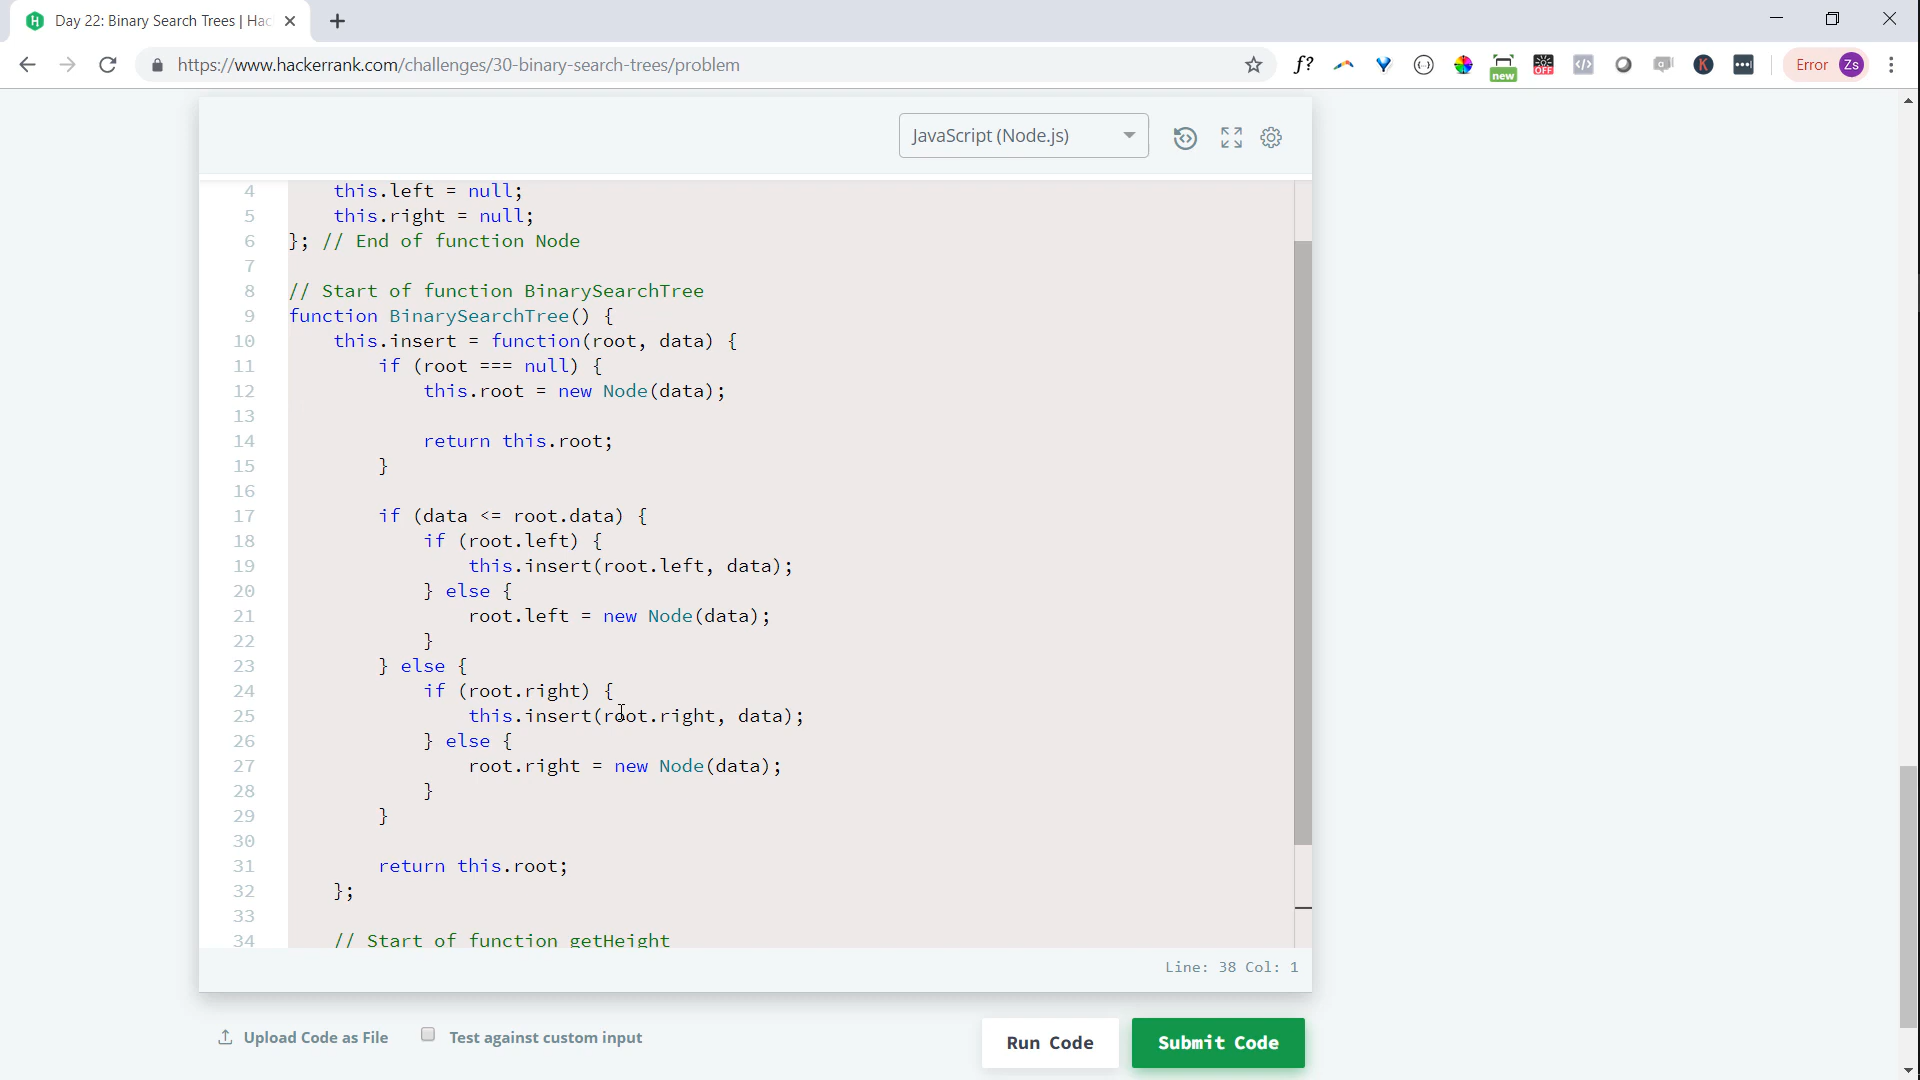 Day 22: Binary Search Trees | Hac
https://www.hackerrank.com/challenges/30-binary-search-trees/problem
f?
new
OFF
K
Error
Zs
JavaScript (Node.js)
4 this.left = null;
5 this.right = null;
6 }; // End of function Node
7
8 // Start of function BinarySearchTree
9 function BinarySearchTree() {
10 this.insert = function(root, data) {
11 if (root === null) {
12 this.root = new Node(data);
13
14 return this.root;
15 }
16
17 if (data <= root.data) {
18 if (root.left) {
19 this.insert(root.left, data);
20 } else {
21 root.left = new Node(data);
22 }
23 } else {
24 if (root.right) {
25 this.insert(root.right, data);
26 } else {
27 root.right = new Node(data);
28 }
29 }
30
31 return this.root;
32 };
33
34 // Start of function getHeight
Line: 38 Col: 1
Upload Code as File
Test against custom input
Run Code
Submit Code